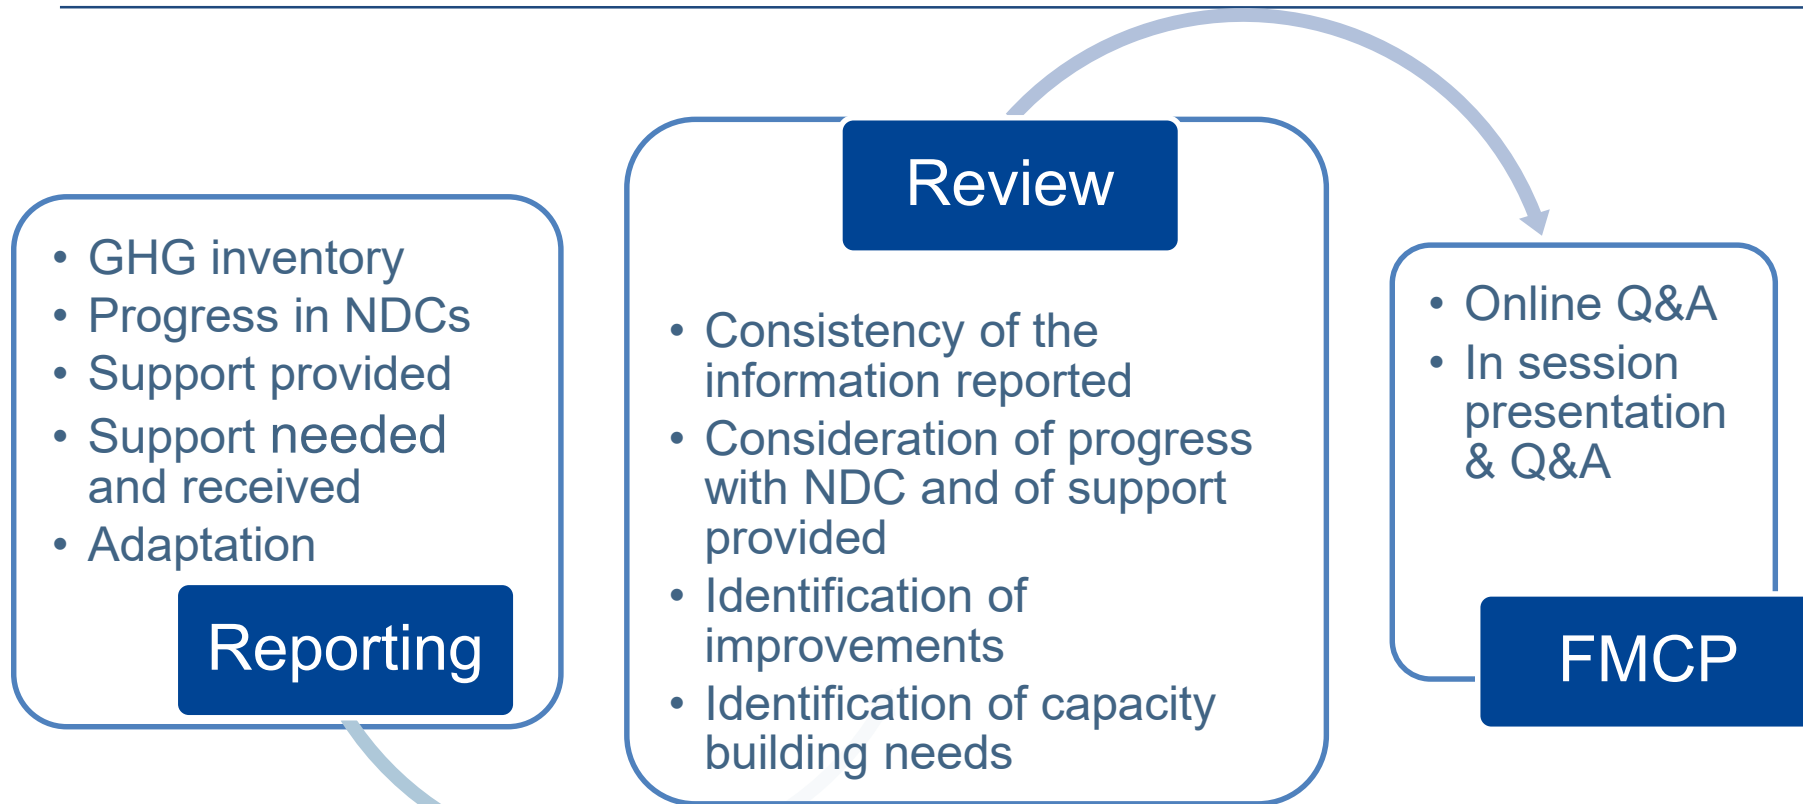 • GHG inventory
• Progress in NDCs
• Support provided
• Support needed
and received
• Adaptation
Reporting
Review
• Consistency of the
information reported
• Consideration of progress
with NDC and of support
provided
• Identification of
improvements
• Identification of capacity
building needs
• Online Q&A
• In session
presentation
& Q&A
FMCP